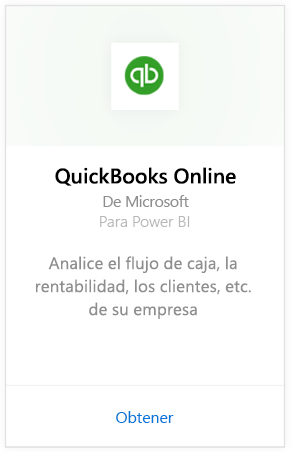 qb
QuickBooks Online
De Microsoft
Para Power BI
Analice el flujo de caja, la
rentabilidad, los clientes, etc.
de su empresa
Obtener